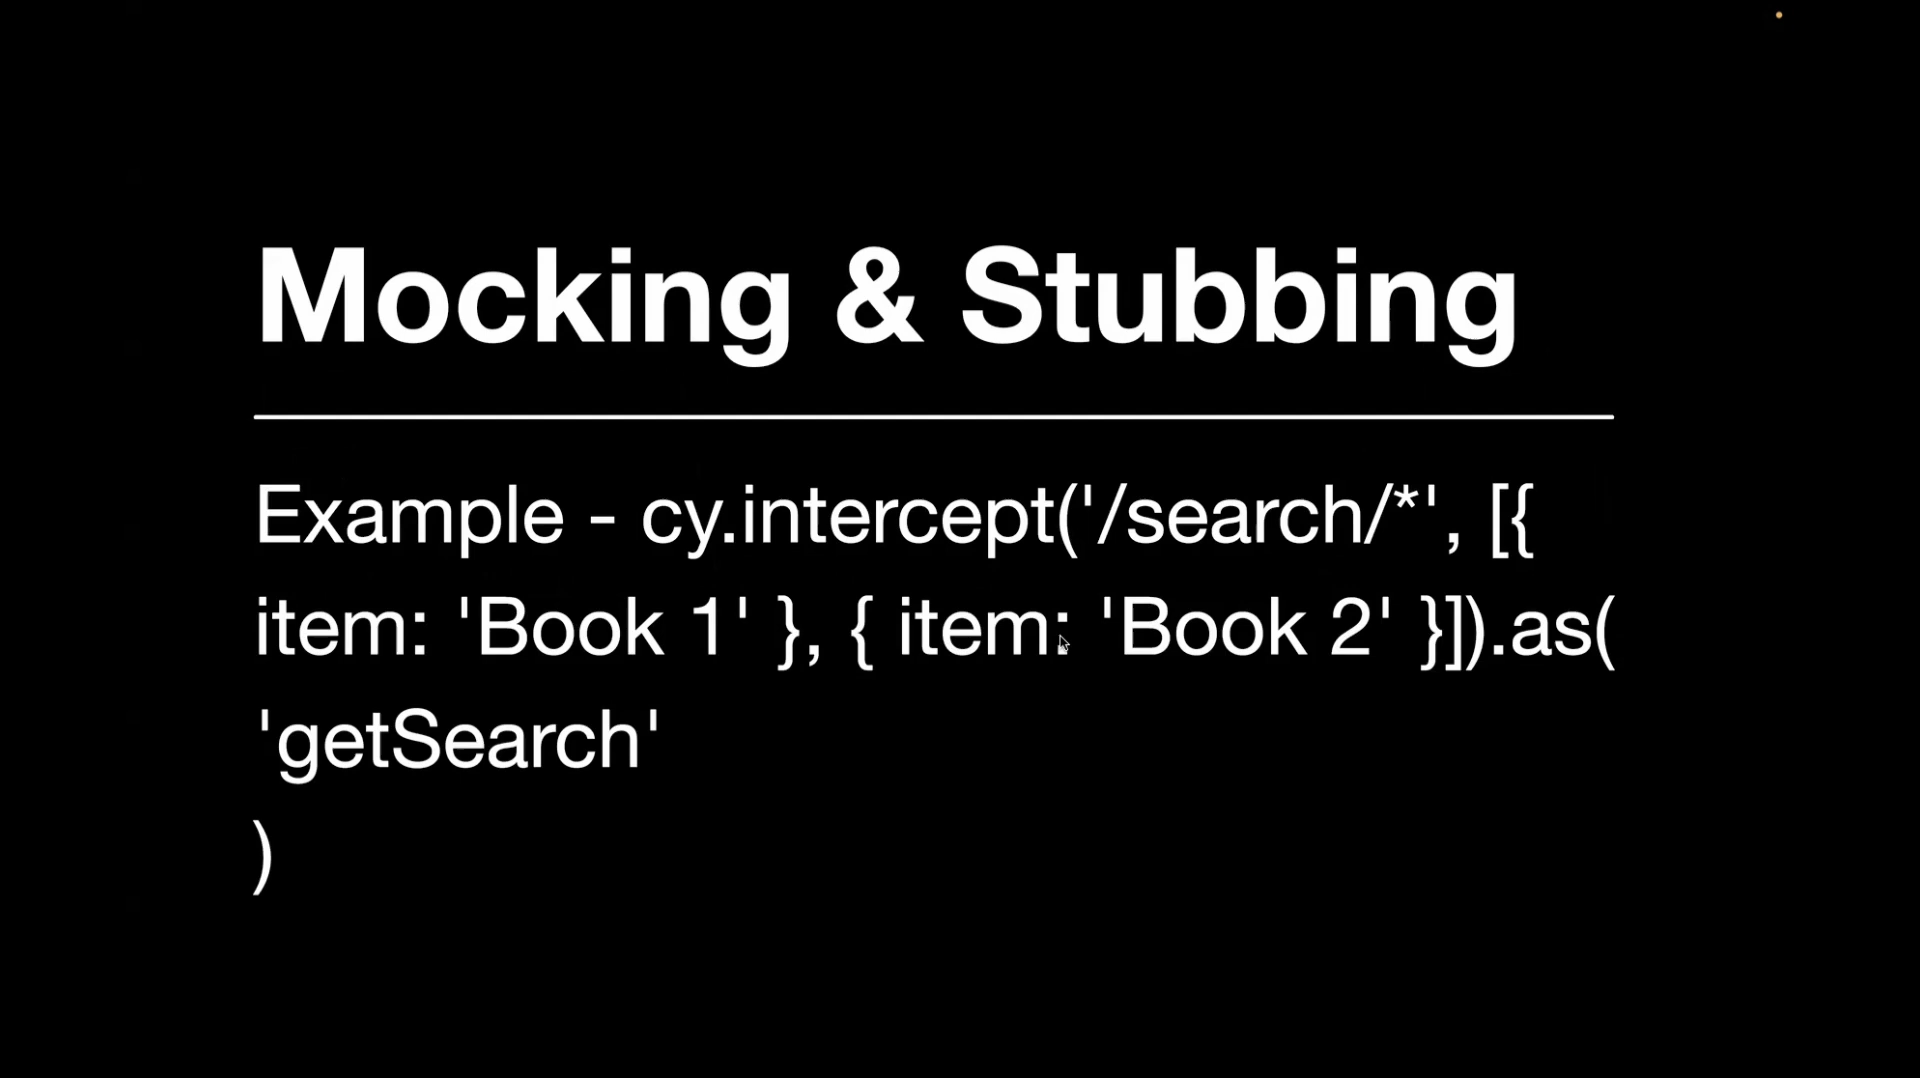 Mocking & Stubbing
Example - cy.intercept('/search/*', [{
item: 'Book 1' }, { item: 'Book 2' }]).as(
'getSearch'
)